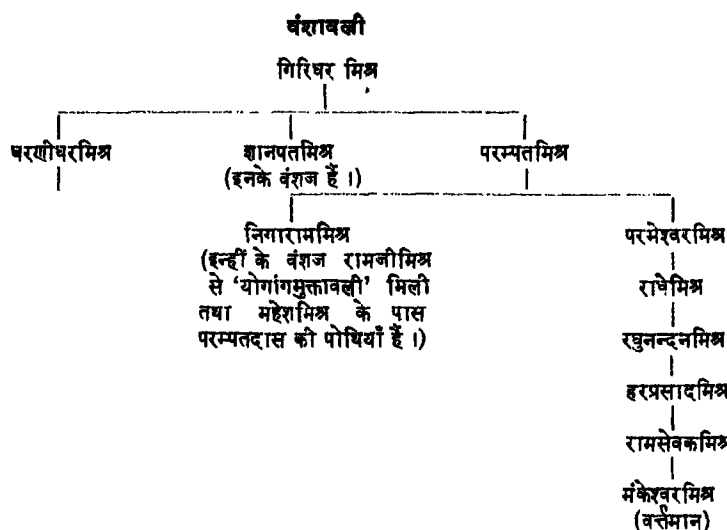 वंशावली
गिरिधर मिश्र
धरणीधरमिश्र ज्ञानपतमिश्र परम्पतमिश्र
(इनके वंशज हैं ।)
निगाराममिश्र परमेश्वरमिश्र
(इन्हीं के वंशज रामजीमिश्र
से 'योगांगमुक्तावली' मिली राधेमिश्र
तथा महेशमिश्र के पास
परम्पतदास की पोथियाँ हैं ।) रघुनन्दनमिश्र
हरप्रसादमिश्र
रामसेवकमिश्र
मंकेश्वरमिश्र
(वर्त्तमान)